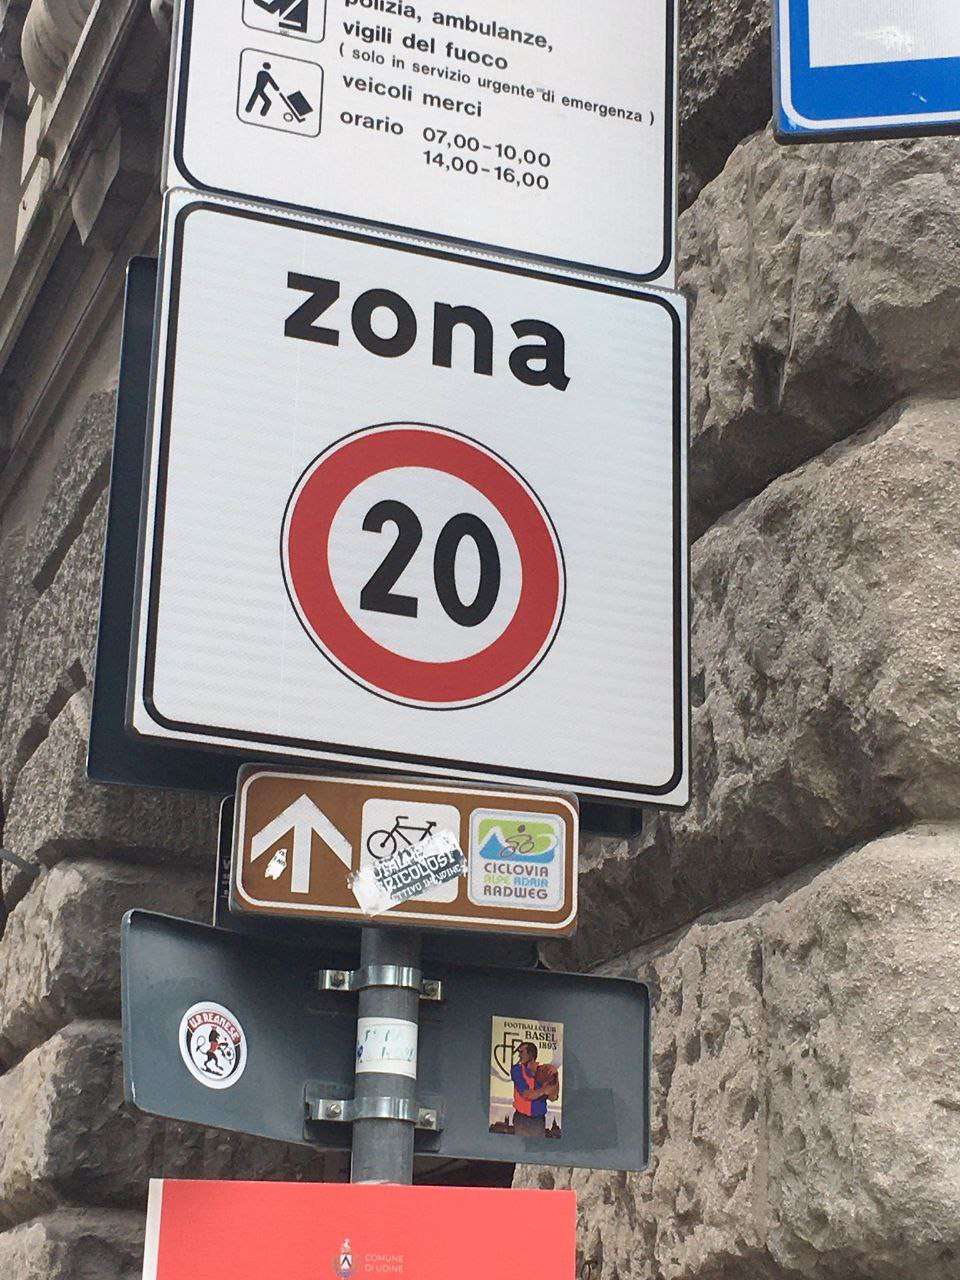 polizia, ambulanze,
vigili del fuoco
( solo in servizio urgente di emergenza )
veicoli merci
orario 07,00-10,00
14,00-16,00
zona
20
CICLOVIA
ALPE ADRIA
RADWEG
FOOTBALLCLUB
BASEL
1893
COMUNE
DI UDINE